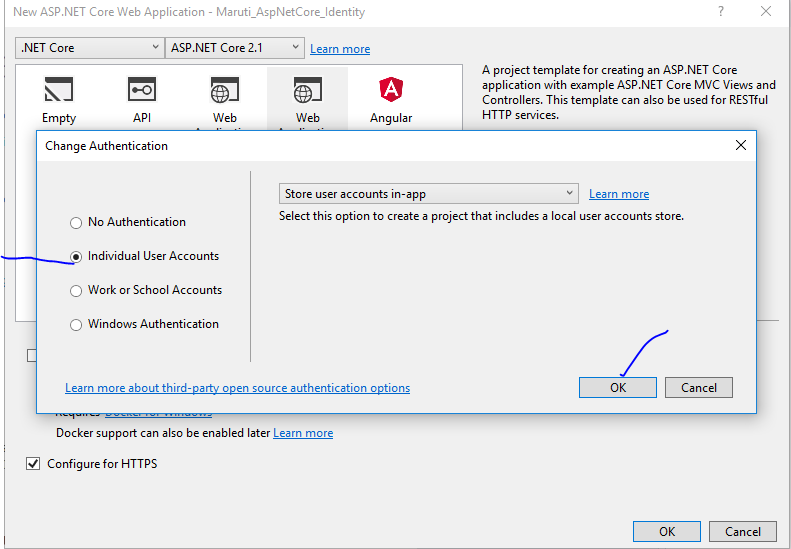 New ASP.NET Core Web Application - Maruti_AspNetCore_Identity
.NET Core
ASP.NET Core 2.1
Learn more
Empty
API
Web
Web
Angular
A project template for creating an ASP.NET Core
application with example ASP.NET Core MVC Views and
Controllers. This template can also be used for RESTful
HTTP services.
Change Authentication
No Authentication
Individual User Accounts
Work or School Accounts
Windows Authentication
Store user accounts in-app
Learn more
Select this option to create a project that includes a local user accounts store.
Learn more about third-party open source authentication options
OK
Cancel
Requires Docker for Windows
Docker support can also be enabled later Learn more
Configure for HTTPS
OK
Cancel